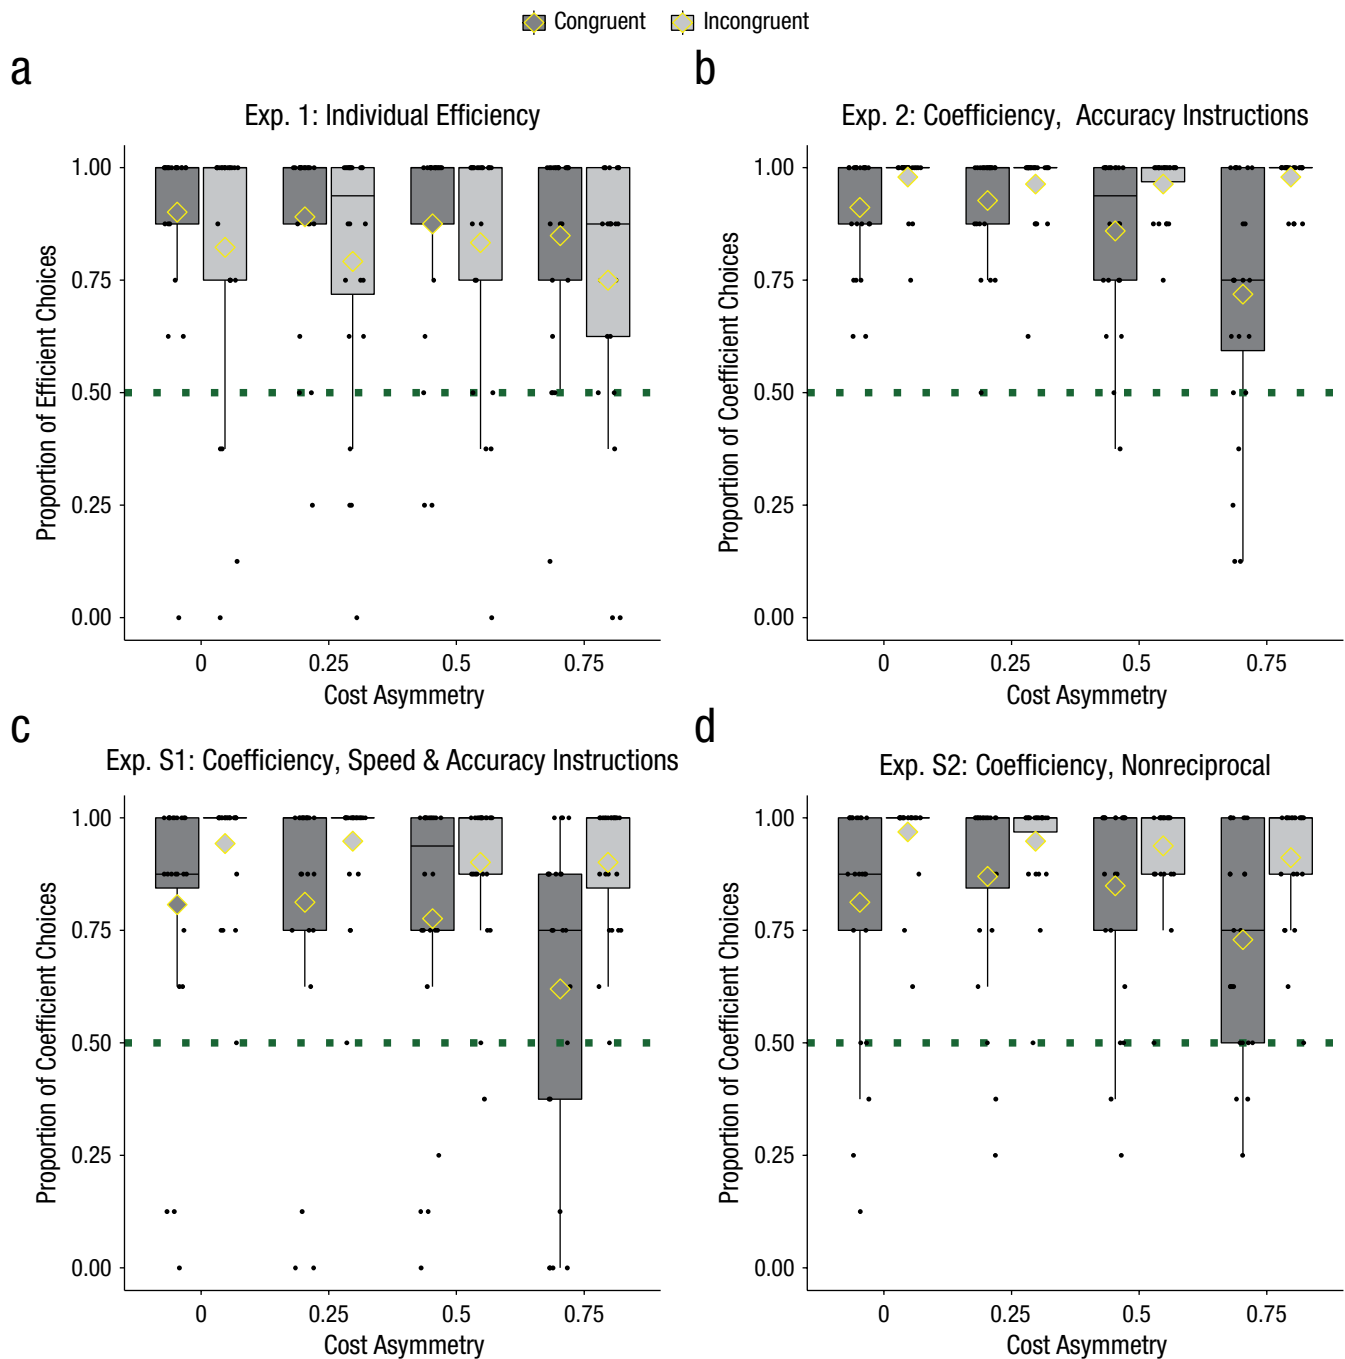 Congruent Incongruent
a
Exp. 1: Individual Efficiency
Proportion of Efficient Choices
1.00
0.75
0.50
0.25
0.00
0 0.25 0.5 0.75
Cost Asymmetry
b
Exp. 2: Coefficiency, Accuracy Instructions
Proportion of Coefficient Choices
1.00
0.75
0.50
0.25
0.00
0 0.25 0.5 0.75
Cost Asymmetry
c
Exp. S1: Coefficiency, Speed & Accuracy Instructions
Proportion of Coefficient Choices
1.00
0.75
0.50
0.25
0.00
0 0.25 0.5 0.75
Cost Asymmetry
d
Exp. S2: Coefficiency, Nonreciprocal
Proportion of Coefficient Choices
1.00
0.75
0.50
0.25
0.00
0 0.25 0.5 0.75
Cost Asymmetry